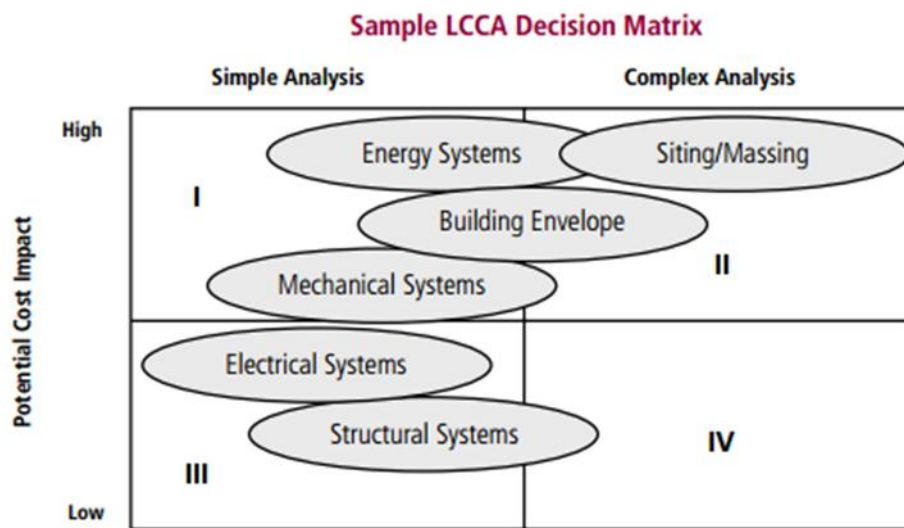 Sample LCCA Decision Matrix
Simple Analysis
Complex Analysis
High
Energy Systems
Siting/Massing
I
Building Envelope
II
Mechanical Systems
Potential Cost Impact
Electrical Systems
Structural Systems
IV
III
Low